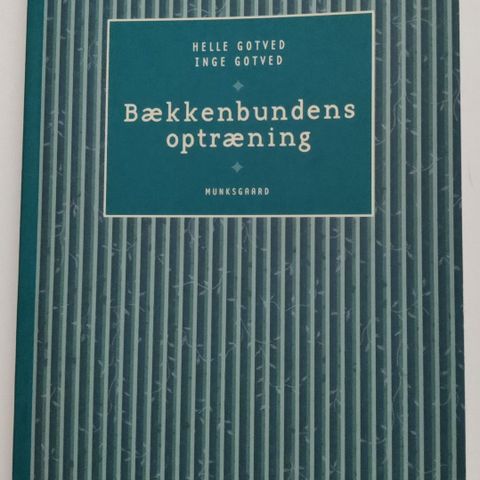 HELLE GOTVED
INGE GOTVED
Bækkenbundens
optræning
MUNKSGAARD